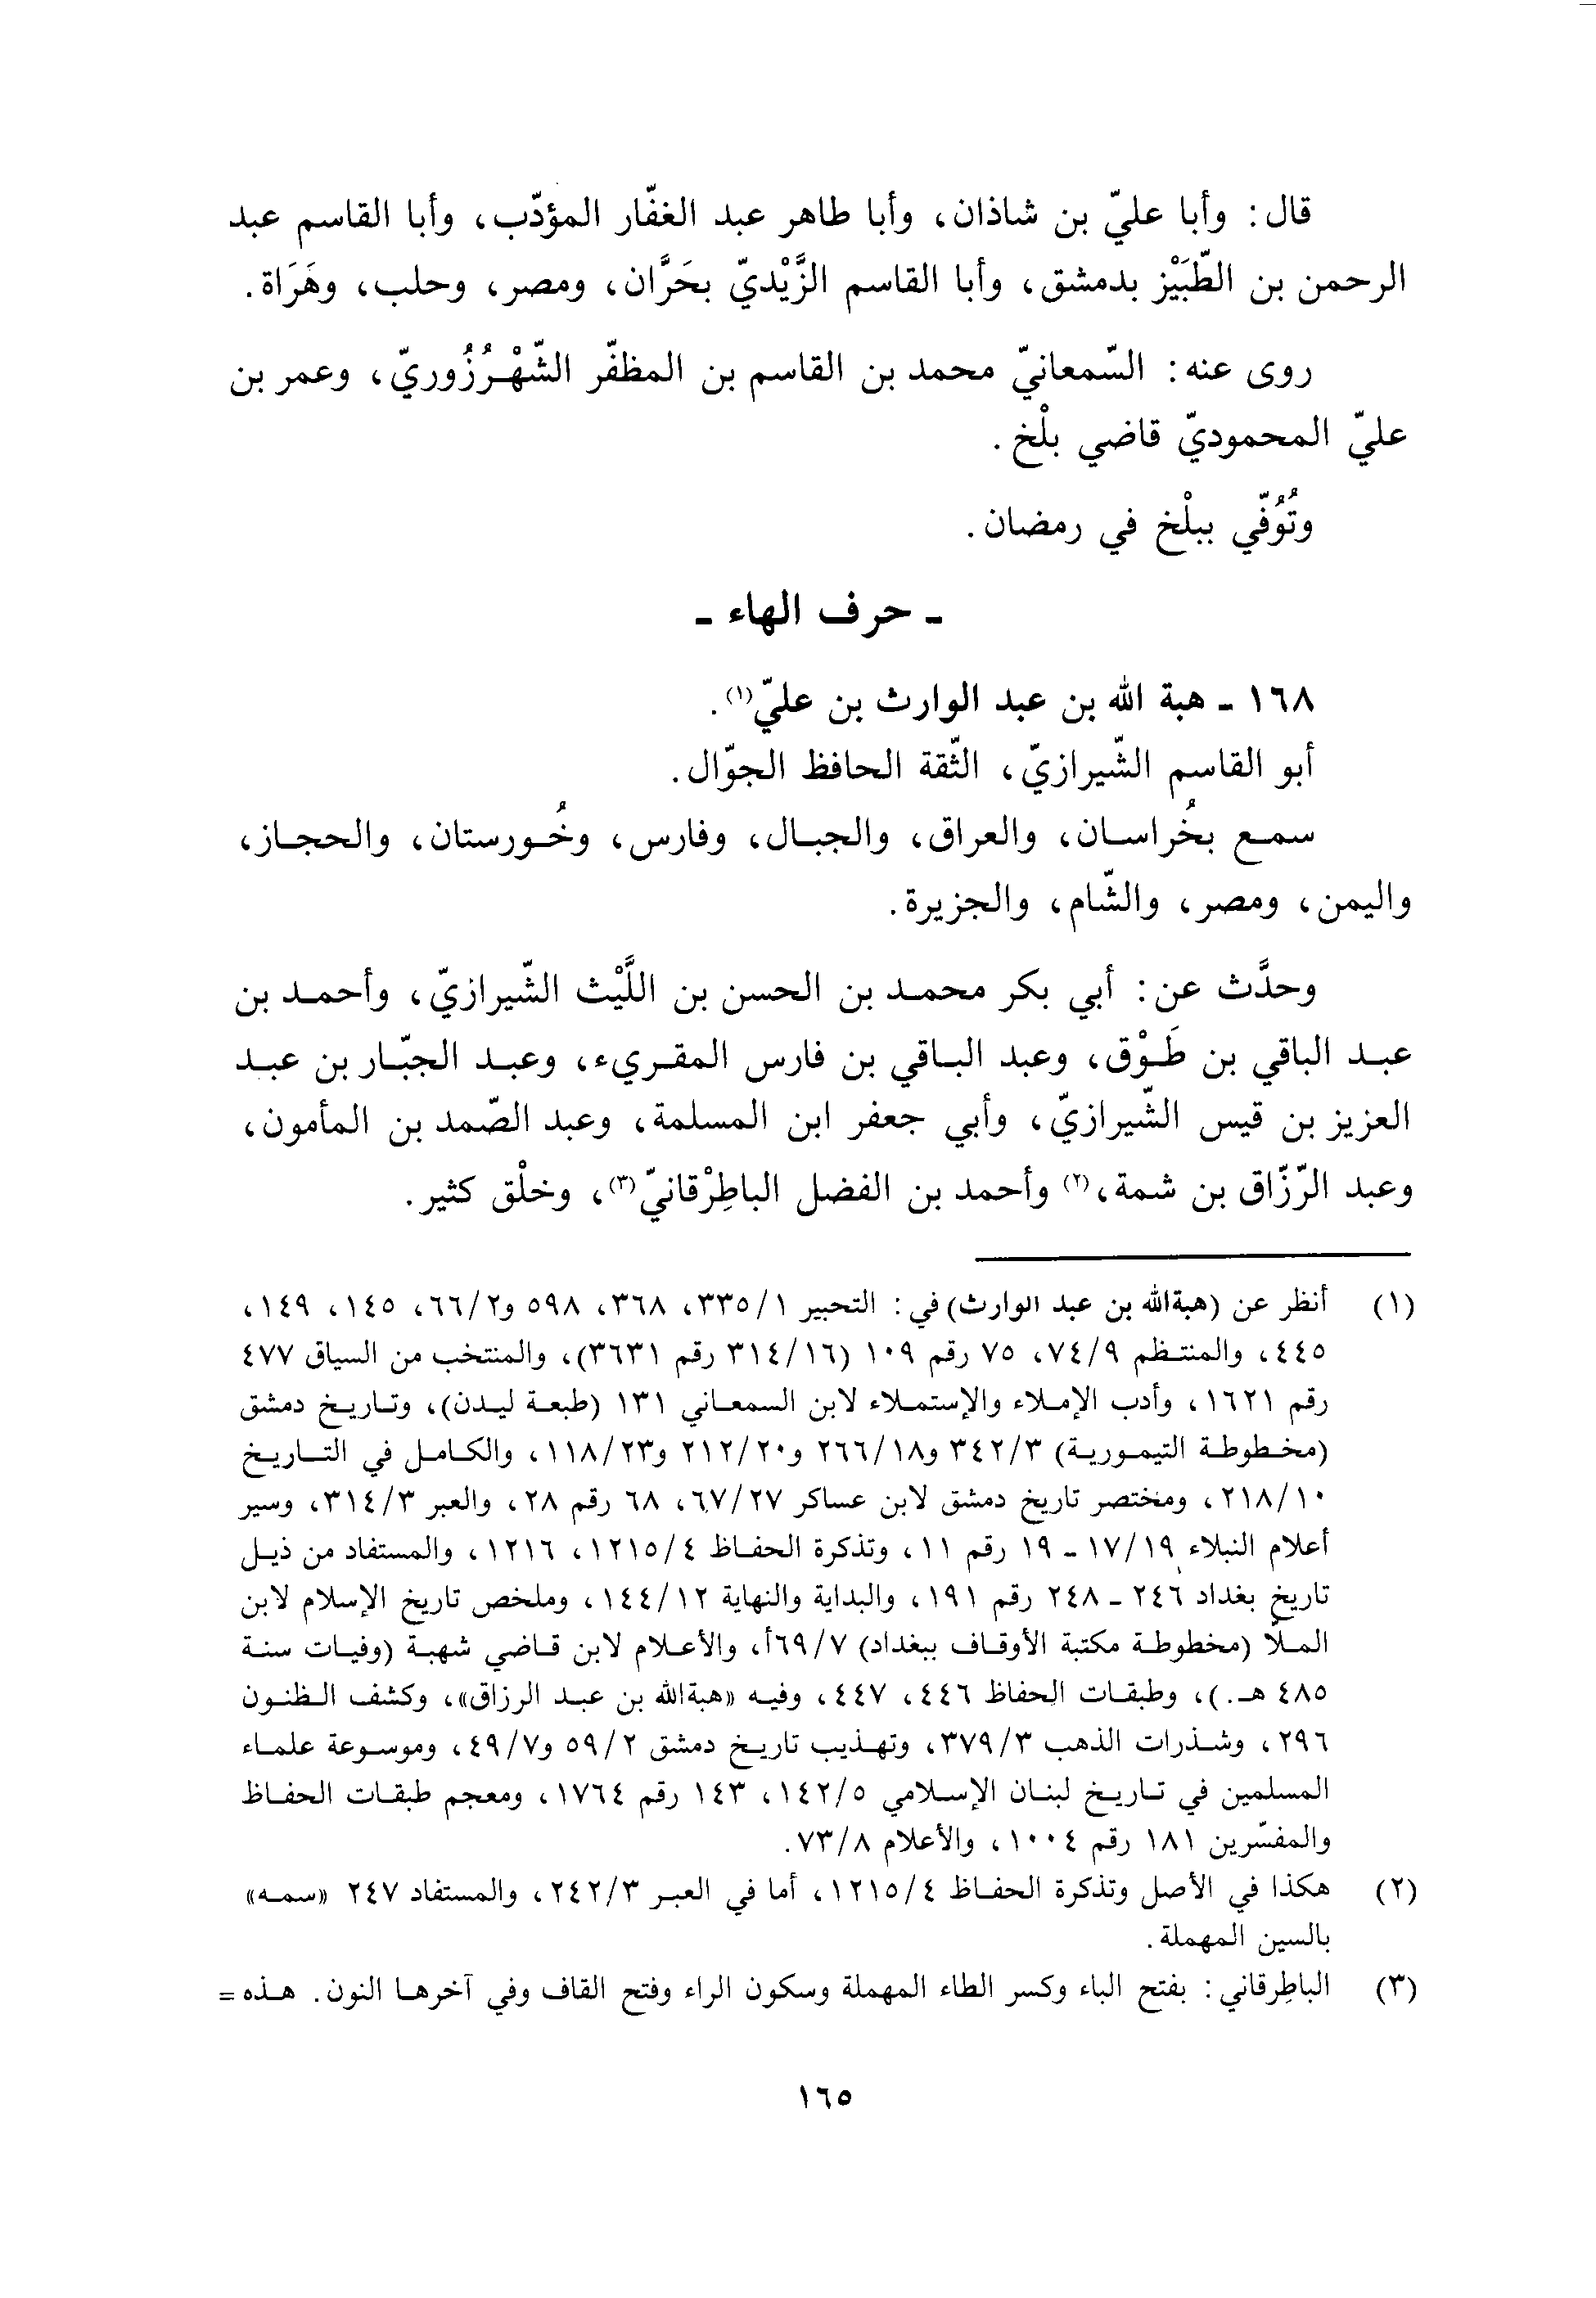 قال: وأبا عليّ بن شاذان، وأبا طاهر عبد الغفّار المؤدّب، وأبا القاسم عبد
الرحمن بن الطّبَيْز بدمشق، وأبا القاسم الزَّيْديّ بحَرَّان، ومصر، وحلب، وهَرَاة.
روى عنه: السّمعانيّ محمد بن القاسم بن المظفّر الشّهْرُزُوريّ، وعمر بن
عليّ المحموديّ قاضي بلْخ.
وتُوُفّي ببلْخ في رمضان.
ـ حرف الهاء ـ
١٦٨ ـ هبة الله بن عبد الوارث بن عليّ(١).
أبو القاسم الشّيرازيّ، الثّقة الحافظ الجوّال.
سمع بخُراسان، والعراق، والجبال، وفارس، وخُورستان، والحجاز،
واليمن، ومصر، والشّام، والجزيرة.
وحدَّث عن: أبي بكر محمد بن الحسن بن اللَّيْث الشّيرازيّ، وأحمد بن
عبد الباقي بن طَوْق، وعبد الباقي بن فارس المقريء، وعبد الجبّار بن عبد
العزيز بن قيس الشّيرازيّ، وأبي جعفر ابن المسلمة، وعبد الصّمد بن المأمون،
وعبد الرّزّاق بن شمة،(٢) وأحمد بن الفضل الباطِرْقانيّ(٣)، وخلْق كثير.
(١) أنظر عن (هبةالله بن عبد الوارث) في: التحبير ١/ ٣٣٥، ٣٦٨، ٥٩٨ و٢/ ٦٦، ١٤٥، ١٤٩،
٤٤٥، والمنتظم ٩/ ٧٤، ٧٥ رقم ١٠٩ (١٦/ ٣١٤ رقم ٣٦٣١)، والمنتخب من السياق ٤٧٧
رقم ١٦٢١، وأدب الإملاء والإستملاء لابن السمعاني ١٣١ (طبعة ليدن)، وتاريخ دمشق
(مخطوطة التيمورية) ٣/ ٣٤٢ و١٨/ ٢٦٦ و٢٠/ ٢١٢ و٢٣/ ١١٨، والكامل في التاريخ
١٠/ ٢١٨، ومختصر تاريخ دمشق لابن عساكر ٢٧/ ٦٧، ٦٨ رقم ٢٨، والعبر ٣/ ٣١٤، وسير
أعلام النبلاء ١٩/ ١٧ ـ ١٩ رقم ١١، وتذكرة الحفاظ ٤/ ١٢١٥، ١٢١٦، والمستفاد من ذيل
تاريخ بغداد ٢٤٦ ـ ٢٤٨ رقم ١٩١، والبداية والنهاية ١٢/ ١٤٤، وملخص تاريخ الإسلام لابن
الملّا (مخطوطة مكتبة الأوقاف ببغداد) ٧/ ٦٩أ، والأعلام لابن قاضي شهبة (وفيات سنة
٤٨٥ هـ.)، وطبقات الحفاظ ٤٤٦، ٤٤٧، وفيه «هبةالله بن عبد الرزاق»، وكشف الظنون
٢٩٦، وشذرات الذهب ٣/ ٣٧٩، وتهذيب تاريخ دمشق ٢/ ٥٩ و٧/ ٤٩، وموسوعة علماء
المسلمين في تاريخ لبنان الإسلامي ٥/ ١٤٢، ١٤٣ رقم ١٧٦٤، ومعجم طبقات الحفاظ
والمفسّرين ١٨١ رقم ١٠٠٤، والأعلام ٨/ ٧٣.
(٢) هكذا في الأصل وتذكرة الحفاظ ٤/ ١٢١٥، أما في العبر ٣/ ٢٤٢، والمستفاد ٢٤٧ «سمه»
بالسين المهملة.
(٣) الباطِرقاني: بفتح الباء وكسر الطاء المهملة وسكون الراء وفتح القاف وفي آخرها النون. هذه =
١٦٥